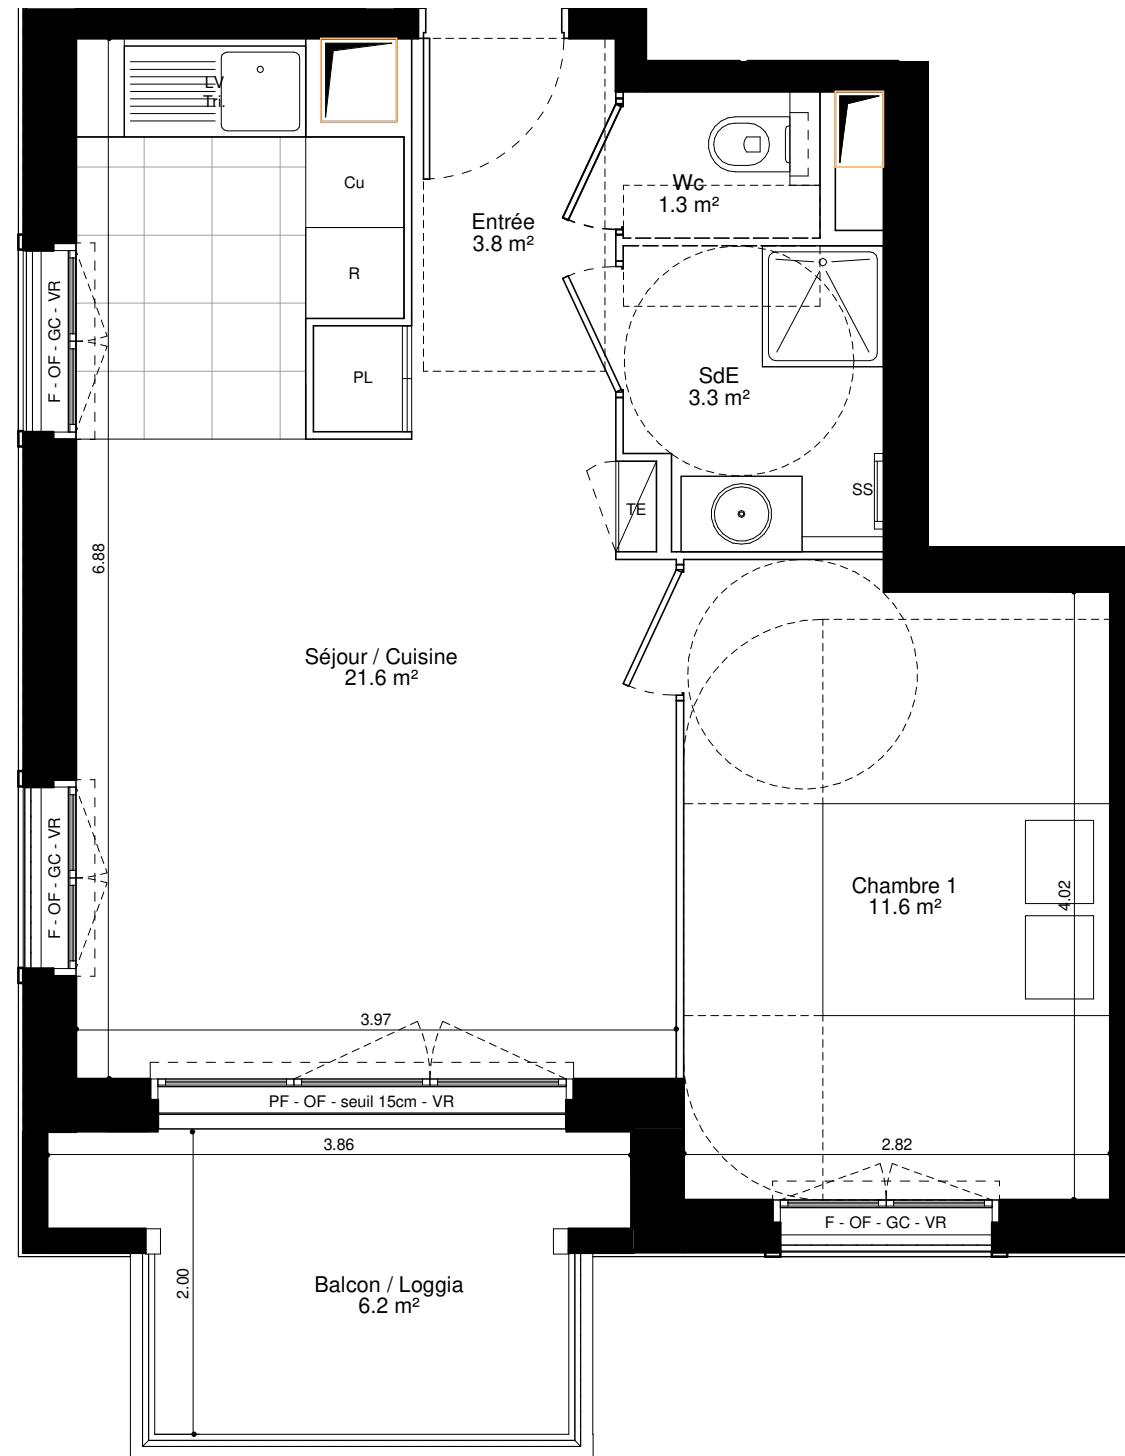 LV
Tri.
Cu
Wc
1.3 m²
Entrée
3.8 m²
R
F - OF - GC - VR
PL
SdE
3.3 m²
SS
TE
6.88
Séjour / Cuisine
21.6 m²
F - OF - GC - VR
Chambre 1
11.6 m²
4.02
3.97
PF - OF - seuil 15cm - VR
3.86
2.82
F - OF - GC - VR
2.00
Balcon / Loggia
6.2 m²